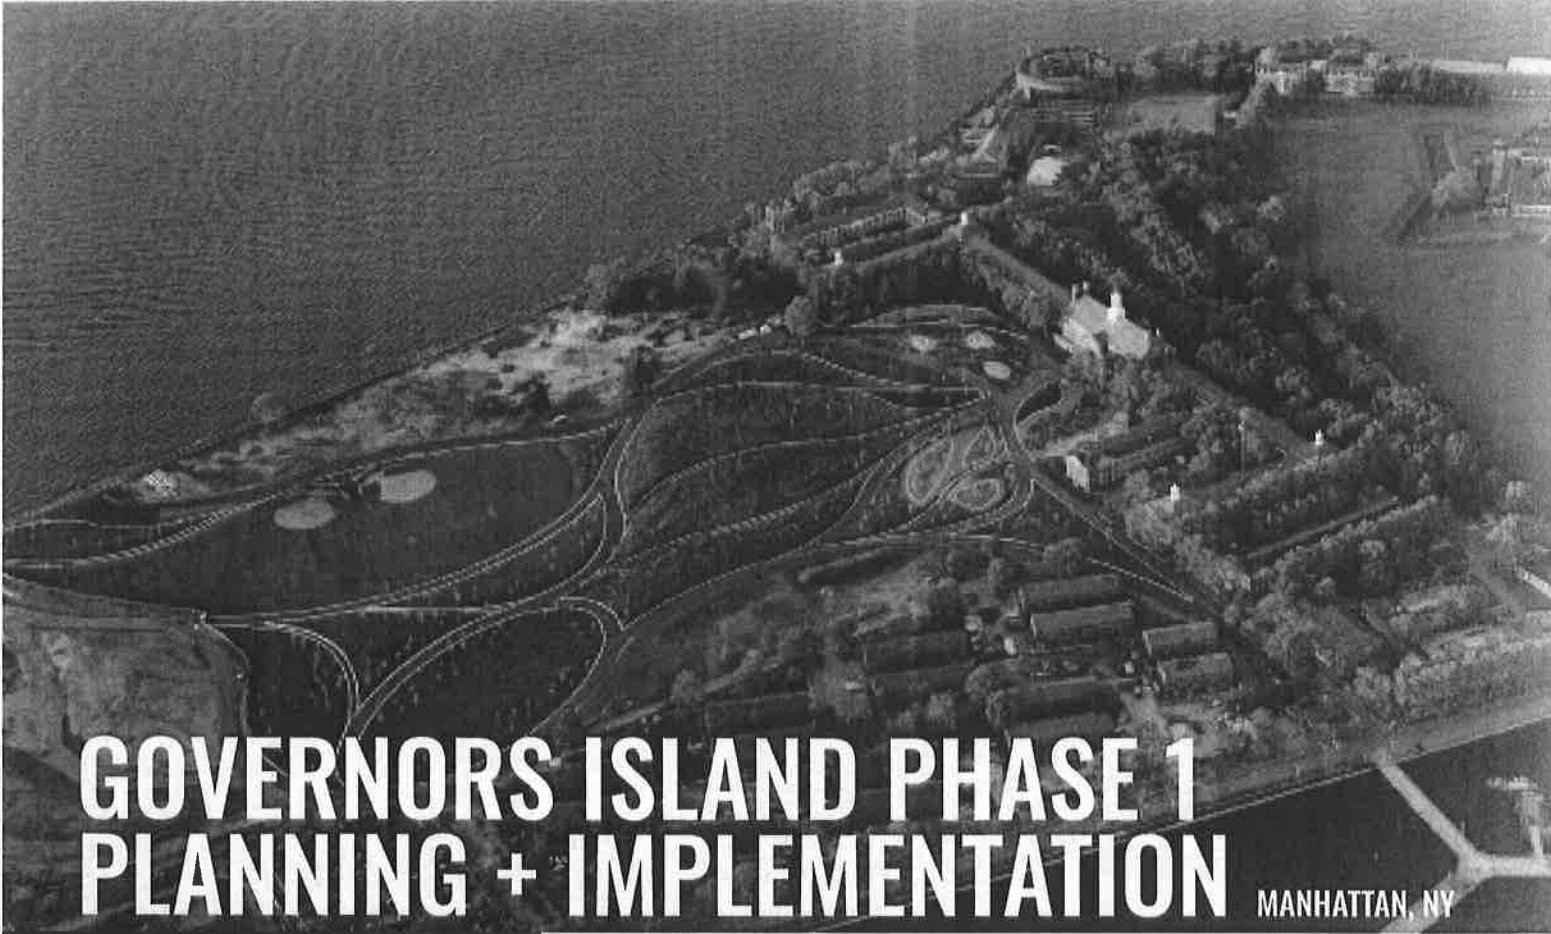 GOVERNORS ISLAND PHASE 1
PLANNING + IMPLEMENTATION
MANHATTAN, NY